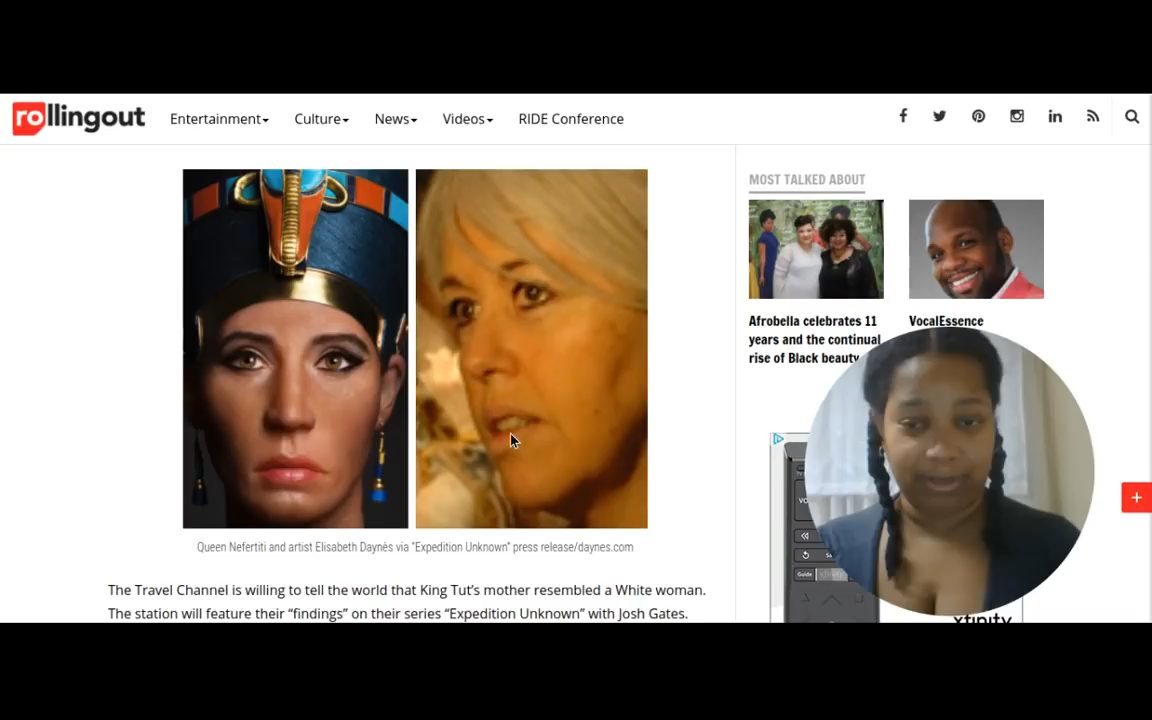 rollingout
Entertainment
Culture
News
Videos
RIDE Conference
MOST TALKED ABOUT
Afrobella celebrates 11
years and the continual
rise of Black beauty
VocalEssence
Queen Nefertiti and artist Elisabeth Daynès via "Expedition Unknown" press release/daynes.com
The Travel Channel is willing to tell the world that King Tut's mother resembled a White woman.
The station will feature their “findings” on their series “Expedition Unknown” with Josh Gates.
Guide
xfinity